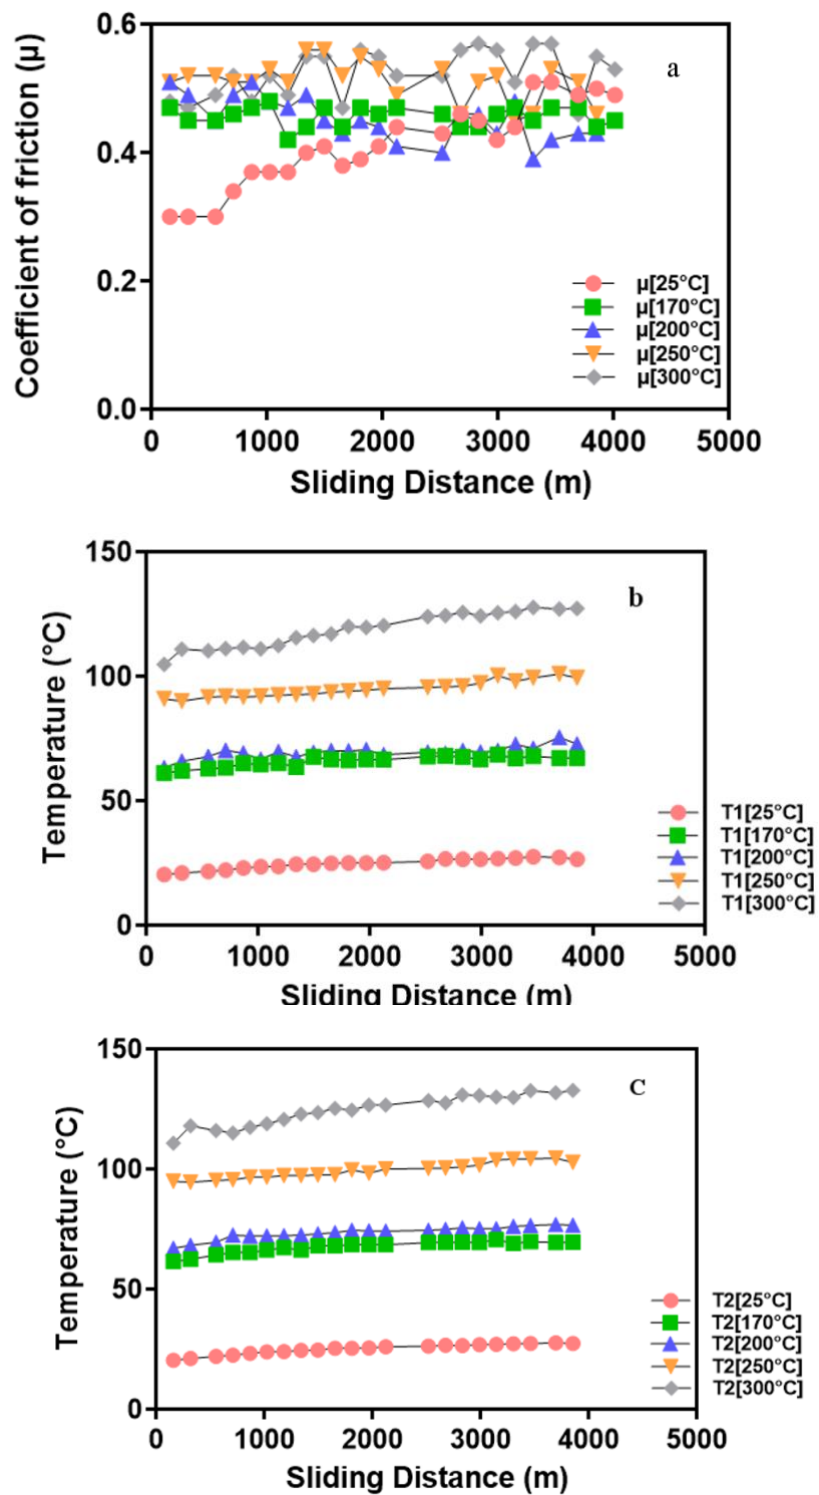 0.6
a
0.4
0.2
0.0
Coefficient of friction (μ)
μ[25°C]
μ[170°C]
μ[200°C]
μ[250°C]
μ[300°C]
0 1000 2000 3000 4000 5000
Sliding Distance (m)
150
b
100
50
0
Temperature (°C)
T1[25°C]
T1[170°C]
T1[200°C]
T1[250°C]
T1[300°C]
0 1000 2000 3000 4000 5000
Sliding Distance (m)
150
C
100
50
0
Temperature (°C)
T2[25°C]
T2[170°C]
T2[200°C]
T2[250°C]
T2[300°C]
0 1000 2000 3000 4000 5000
Sliding Distance (m)